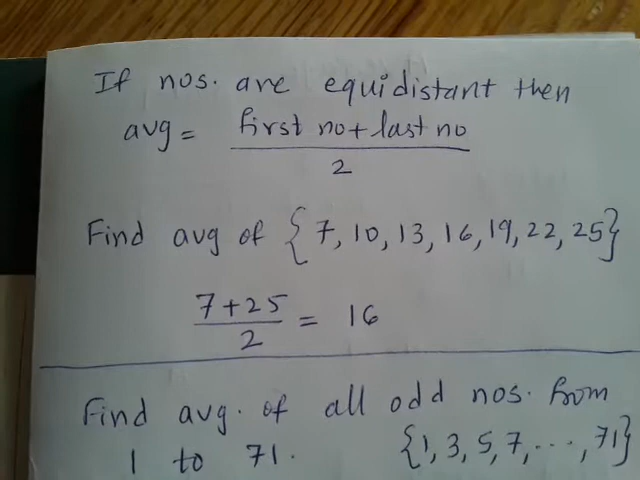 If nos. are equidistant then
avg = first no + last no
2
Find avg of {7, 10, 13, 16, 19, 22, 25}
7 + 25
2
= 16
Find avg. of all odd nos. from
1 to 71. {1, 3, 5, 7, ..., 71}